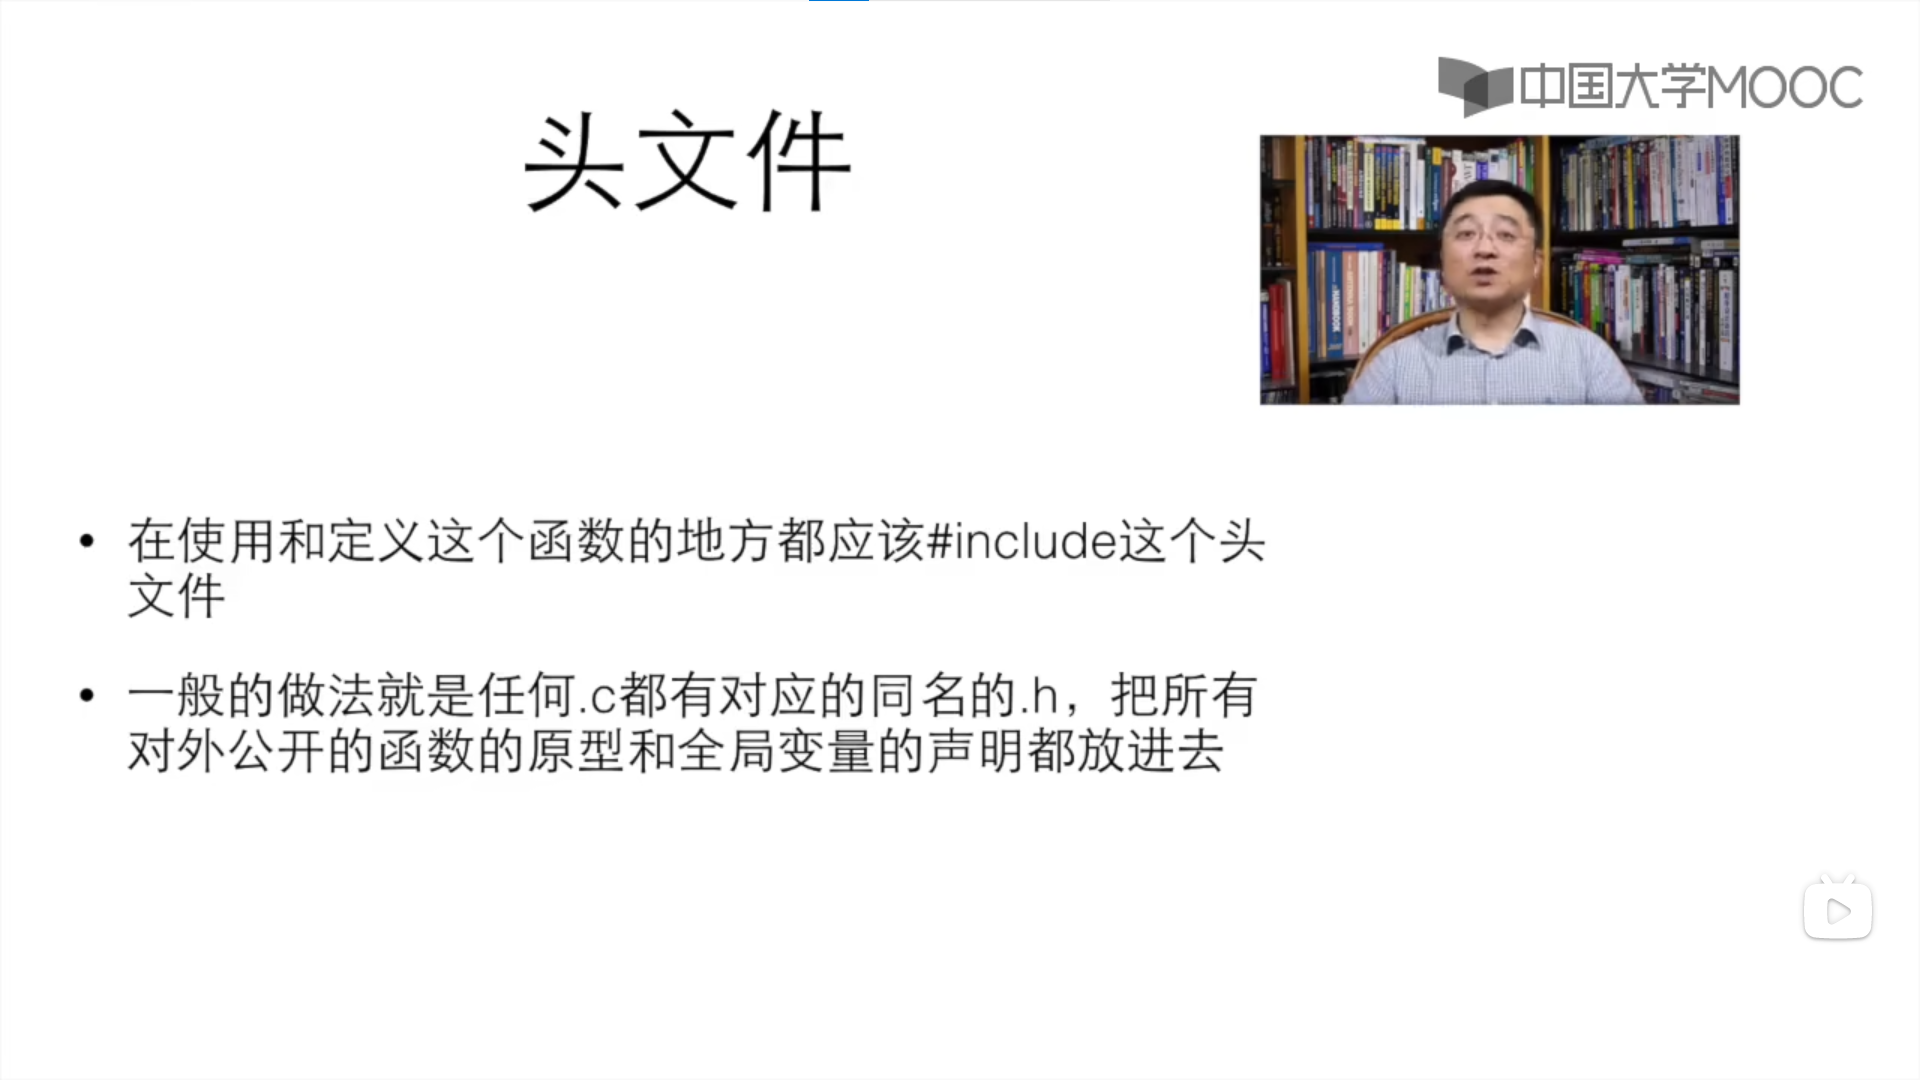 中国大学MOOC
头文件
• 在使用和定义这个函数的地方都应该#include这个头
文件
• 一般的做法就是任何.c都有对应的同名的.h，把所有
对外公开的函数的原型和全局变量的声明都放进去